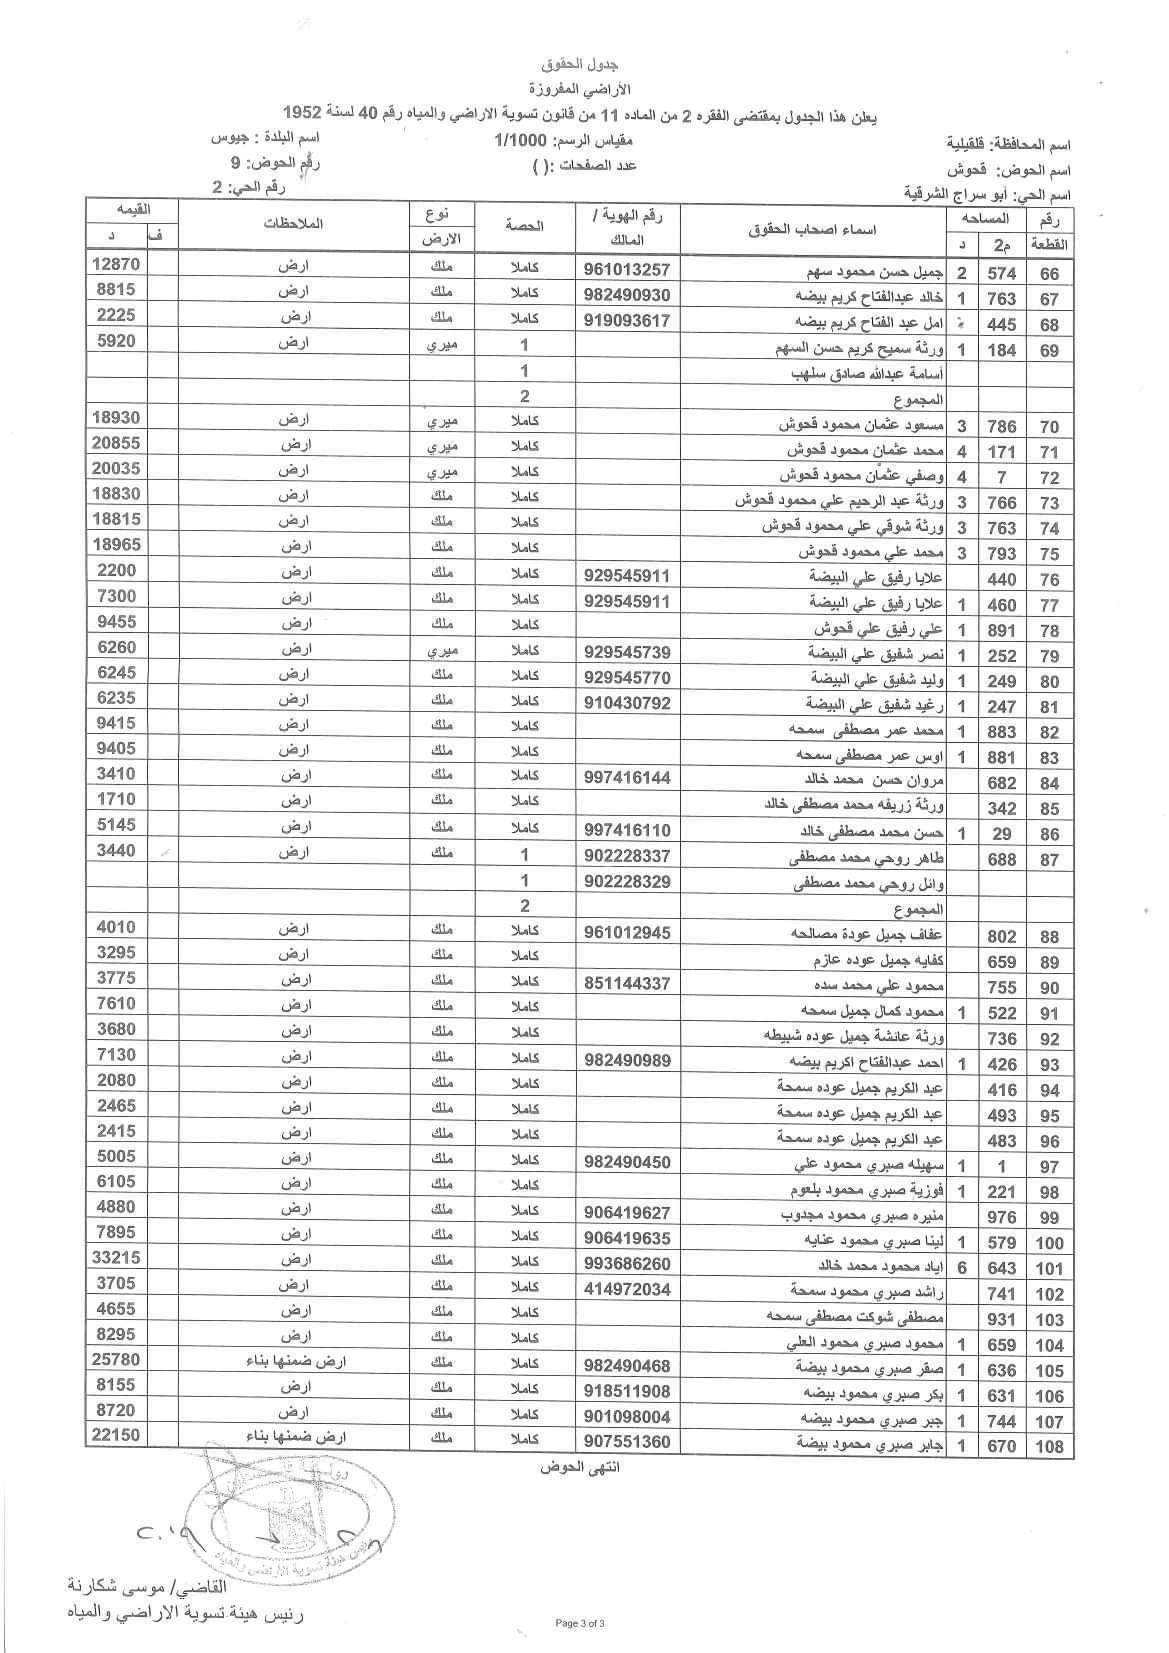 جدول الحقوق
الأراضي المفروزة
يعلن هذا الجدول بمقتضى الفقره 2 من الماده 11 من قانون تسوية الاراضي والمياه رقم 40 لسنة 1952
اسم المحافظة: قلقيلية مقياس الرسم: 1/1000 اسم البلدة : جيوس
اسم الحوض: قحوش عدد الصفحات :( ) رقم الحوض: 9
اسم الحي: أبو سراج الشرقية رقم الحي: 2
رقم القطعة المساحه م2 د اسماء اصحاب الحقوق رقم الهوية / المالك الحصة نوع الارض الملاحظات القيمه ف د
66 574 2 جميل حسن محمود سهم 961013257 كاملا ملك ارض 12870
67 763 1 خالد عبدالفتاح كريم بيضه 982490930 كاملا ملك ارض 8815
68 445 امل عبد الفتاح كريم بيضه 919093617 كاملا ملك ارض 2225
69 184 1 ورثة سميح كريم حسن السهم 1 ميري ارض 5920
أسامة عبدالله صادق سلهب 1
المجموع 2
70 786 3 مسعود عثمان محمود قحوش كاملا ميري ارض 18930
71 171 4 محمد عثمان محمود قحوش كاملا ميري ارض 20855
72 7 4 وصفي عثمان محمود قحوش كاملا ميري ارض 20035
73 766 3 ورثة عبد الرحيم علي محمود قحوش كاملا ملك ارض 18830
74 763 3 ورثة شوقي علي محمود قحوش كاملا ملك ارض 18815
75 793 3 محمد علي محمود قحوش كاملا ملك ارض 18965
76 440 علايا رفيق علي البيضة 929545911 كاملا ملك ارض 2200
77 460 1 علايا رفيق علي البيضة 929545911 كاملا ملك ارض 7300
78 891 1 علي رفيق علي قحوش كاملا ملك ارض 9455
79 252 1 نصر شفيق علي البيضة 929545739 كاملا ميري ارض 6260
80 249 1 وليد شفيق علي البيضة 929545770 كاملا ملك ارض 6245
81 247 1 رغيد شفيق علي البيضة 910430792 كاملا ملك ارض 6235
82 883 1 محمد عمر مصطفى سمحه كاملا ملك ارض 9415
83 881 1 اوس عمر مصطفى سمحه كاملا ملك ارض 9405
84 682 مروان حسن محمد خالد 997416144 كاملا ملك ارض 3410
85 342 ورثة زريفه محمد مصطفى خالد كاملا ملك ارض 1710
86 29 1 حسن محمد مصطفى خالد 997416110 كاملا ملك ارض 5145
87 688 طاهر روحي محمد مصطفى 902228337 1 ملك ارض 3440
وائل روحي محمد مصطفى 902228329 1
المجموع 2
88 802 عفاف جميل عودة مصالحه 961012945 كاملا ملك ارض 4010
89 659 كفايه جميل عوده عازم كاملا ملك ارض 3295
90 755 محمود علي محمد سده 851144337 كاملا ملك ارض 3775
91 522 1 محمود كمال جميل سمحه كاملا ملك ارض 7610
92 736 ورثة عائشة جميل عوده شبيطه كاملا ملك ارض 3680
93 426 1 احمد عبدالفتاح اكريم بيضه 982490989 كاملا ملك ارض 7130
94 416 عبد الكريم جميل عوده سمحة كاملا ملك ارض 2080
95 493 عبد الكريم جميل عوده سمحة كاملا ملك ارض 2465
96 483 عبد الكريم جميل عوده سمحة كاملا ملك ارض 2415
97 1 1 سهيله صبري محمود علي 982490450 كاملا ملك ارض 5005
98 221 1 فوزية صبري محمود بلعوم كاملا ملك ارض 6105
99 976 منيره صبري محمود مجدوب 906419627 كاملا ملك ارض 4880
100 579 1 لينا صبري محمود عنايه 906419635 كاملا ملك ارض 7895
101 643 6 اياد محمود محمد خالد 993686260 كاملا ملك ارض 33215
102 741 راشد صبري محمود سمحة 414972034 كاملا ملك ارض 3705
103 931 مصطفى شوكت مصطفى سمحه كاملا ملك ارض 4655
104 659 1 محمود صبري محمود العلي كاملا ملك ارض 8295
105 636 1 صقر صبري محمود بيضة 982490468 كاملا ملك ارض ضمنها بناء 25780
106 631 1 بكر صبري محمود بيضه 918511908 كاملا ملك ارض 8155
107 744 1 جبر صبري محمود بيضه 901098004 كاملا ملك ارض 8720
108 670 1 جابر صبري محمود بيضة 907551360 كاملا ملك ارض ضمنها بناء 22150
انتهى الحوض
رئيس هيئة تسوية الأراضي والمياه
القاضي/ موسى شكارنة
رئيس هيئة تسوية الاراضي والمياه
Page 3 of 3